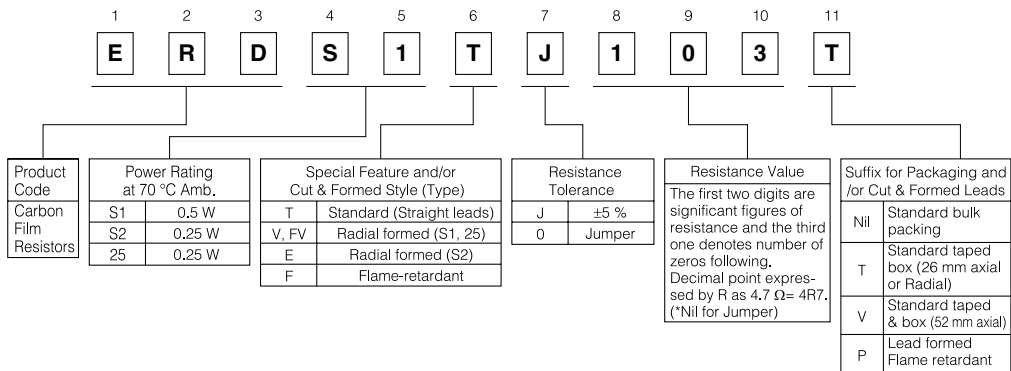 1 2 3 4 5 6 7 8 9 10 11
E R D S 1 T J 1 0 3 T
Product
Code
Carbon
Film
Resistors
Power Rating
at 70 °C Amb.
S1 0.5 W
S2 0.25 W
25 0.25 W
Special Feature and/or
Cut & Formed Style (Type)
T Standard (Straight leads)
V, FV Radial formed (S1, 25)
E Radial formed (S2)
F Flame-retardant
Resistance
Tolerance
J ±5 %
0 Jumper
Resistance Value
The first two digits are
significant figures of
resistance and the third
one denotes number of
zeros following.
Decimal point expres-
sed by R as 4.7 Ω= 4R7.
(*Nil for Jumper)
Suffix for Packaging and
/or Cut & Formed Leads
Nil Standard bulk
packing
T Standard taped
box (26 mm axial
or Radial)
V Standard taped
& box (52 mm axial)
P Lead formed
Flame retardant